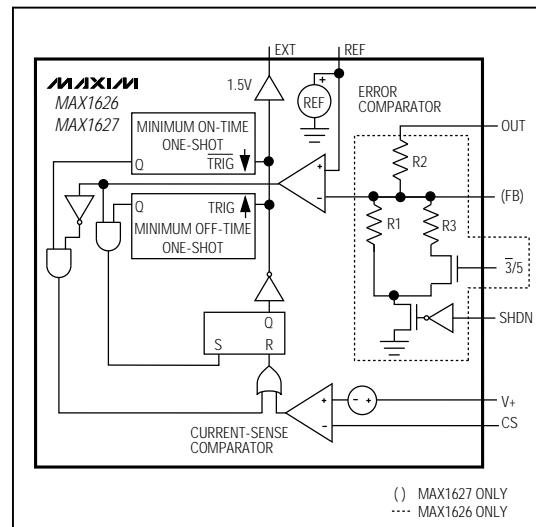 EXT
REF
MAXIM
MAX1626
MAX1627
1.5V
+
REF
ERROR
COMPARATOR
OUT
MINIMUM ON-TIME
ONE-SHOT
Q
TRIG
R2
+
-
(FB)
Q
TRIG
MINIMUM OFF-TIME
ONE-SHOT
R1
R3
3/5
SHDN
Q
S
R
+
-
- +
V+
CS
CURRENT-SENSE
COMPARATOR
( ) MAX1627 ONLY
---- MAX1626 ONLY